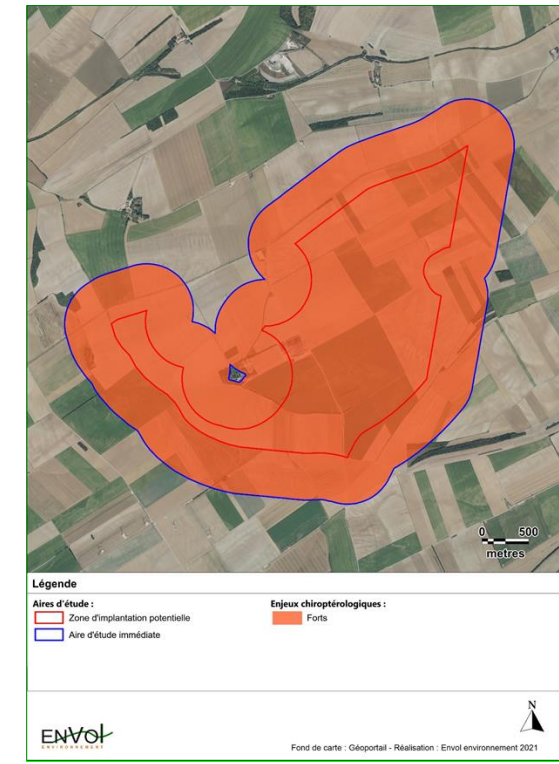 0 500
metres
Légende
Aires d'étude :
Zone d'implantation potentielle
Aire d'étude immédiate
Enjeux chiroptérologiques :
Forts
N
EnVol
ENVIRONNEMENT
Fond de carte : Géoportail - Réalisation : Envol environnement 2021